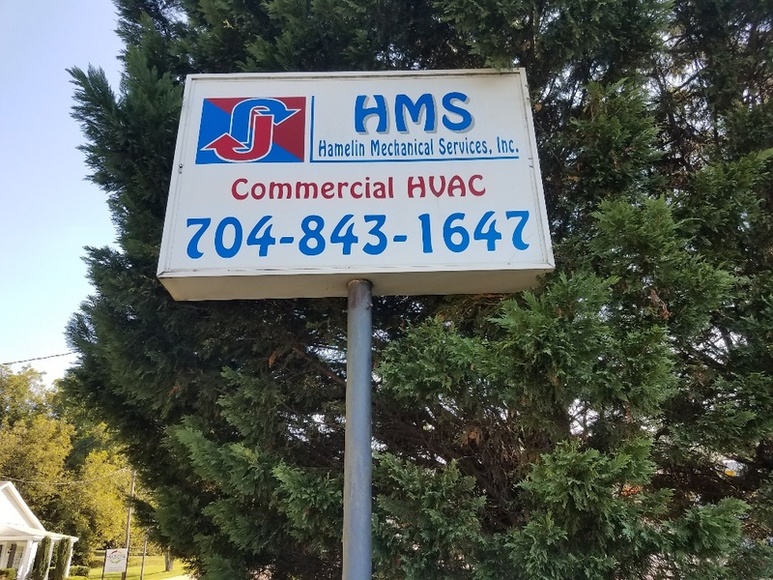 HMS
Hamelin Mechanical Services, Inc.
Commercial HVAC
704-843-1647